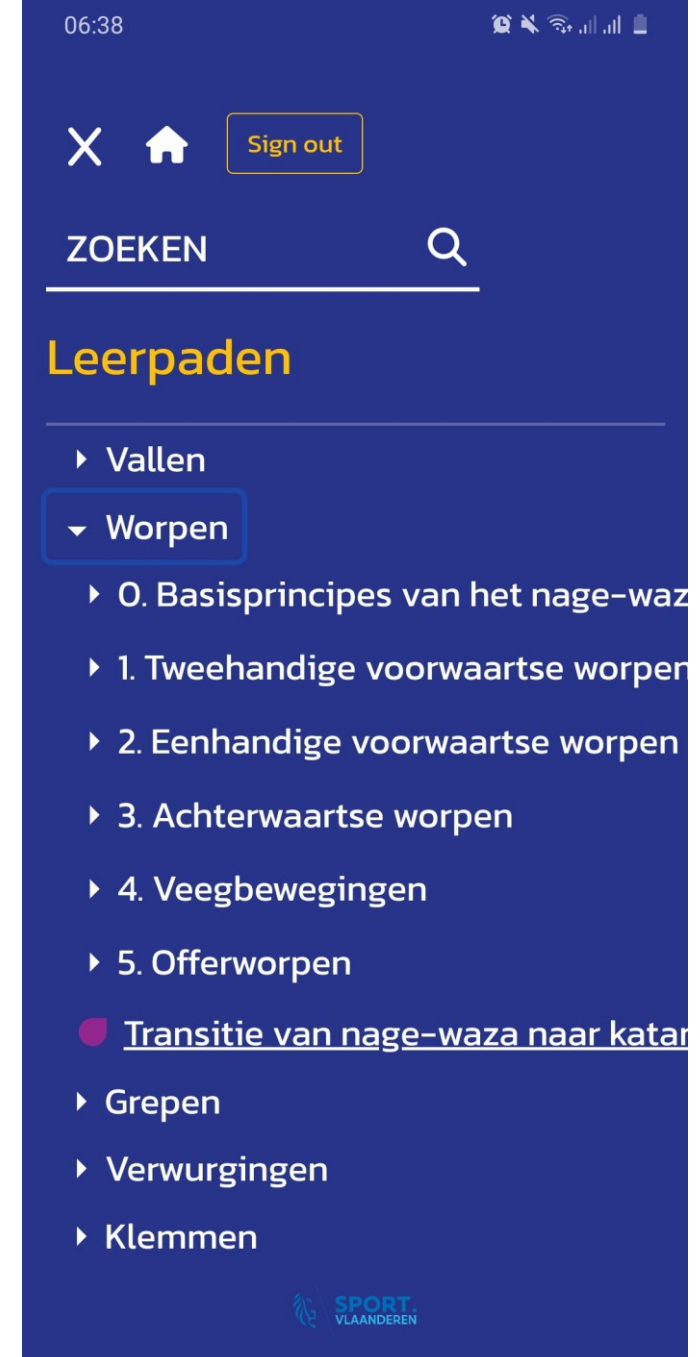 06:38
Sign out
ZOEKEN
Leerpaden
Vallen
Worpen
0. Basisprincipes van het nage-waz
1. Tweehandige voorwaartse worpen
2. Eenhandige voorwaartse worpen
3. Achterwaartse worpen
4. Veegbewegingen
5. Offerworpen
Transitie van nage-waza naar katar
Grepen
Verwurgingen
Klemmen
SPORT.
VLAANDEREN